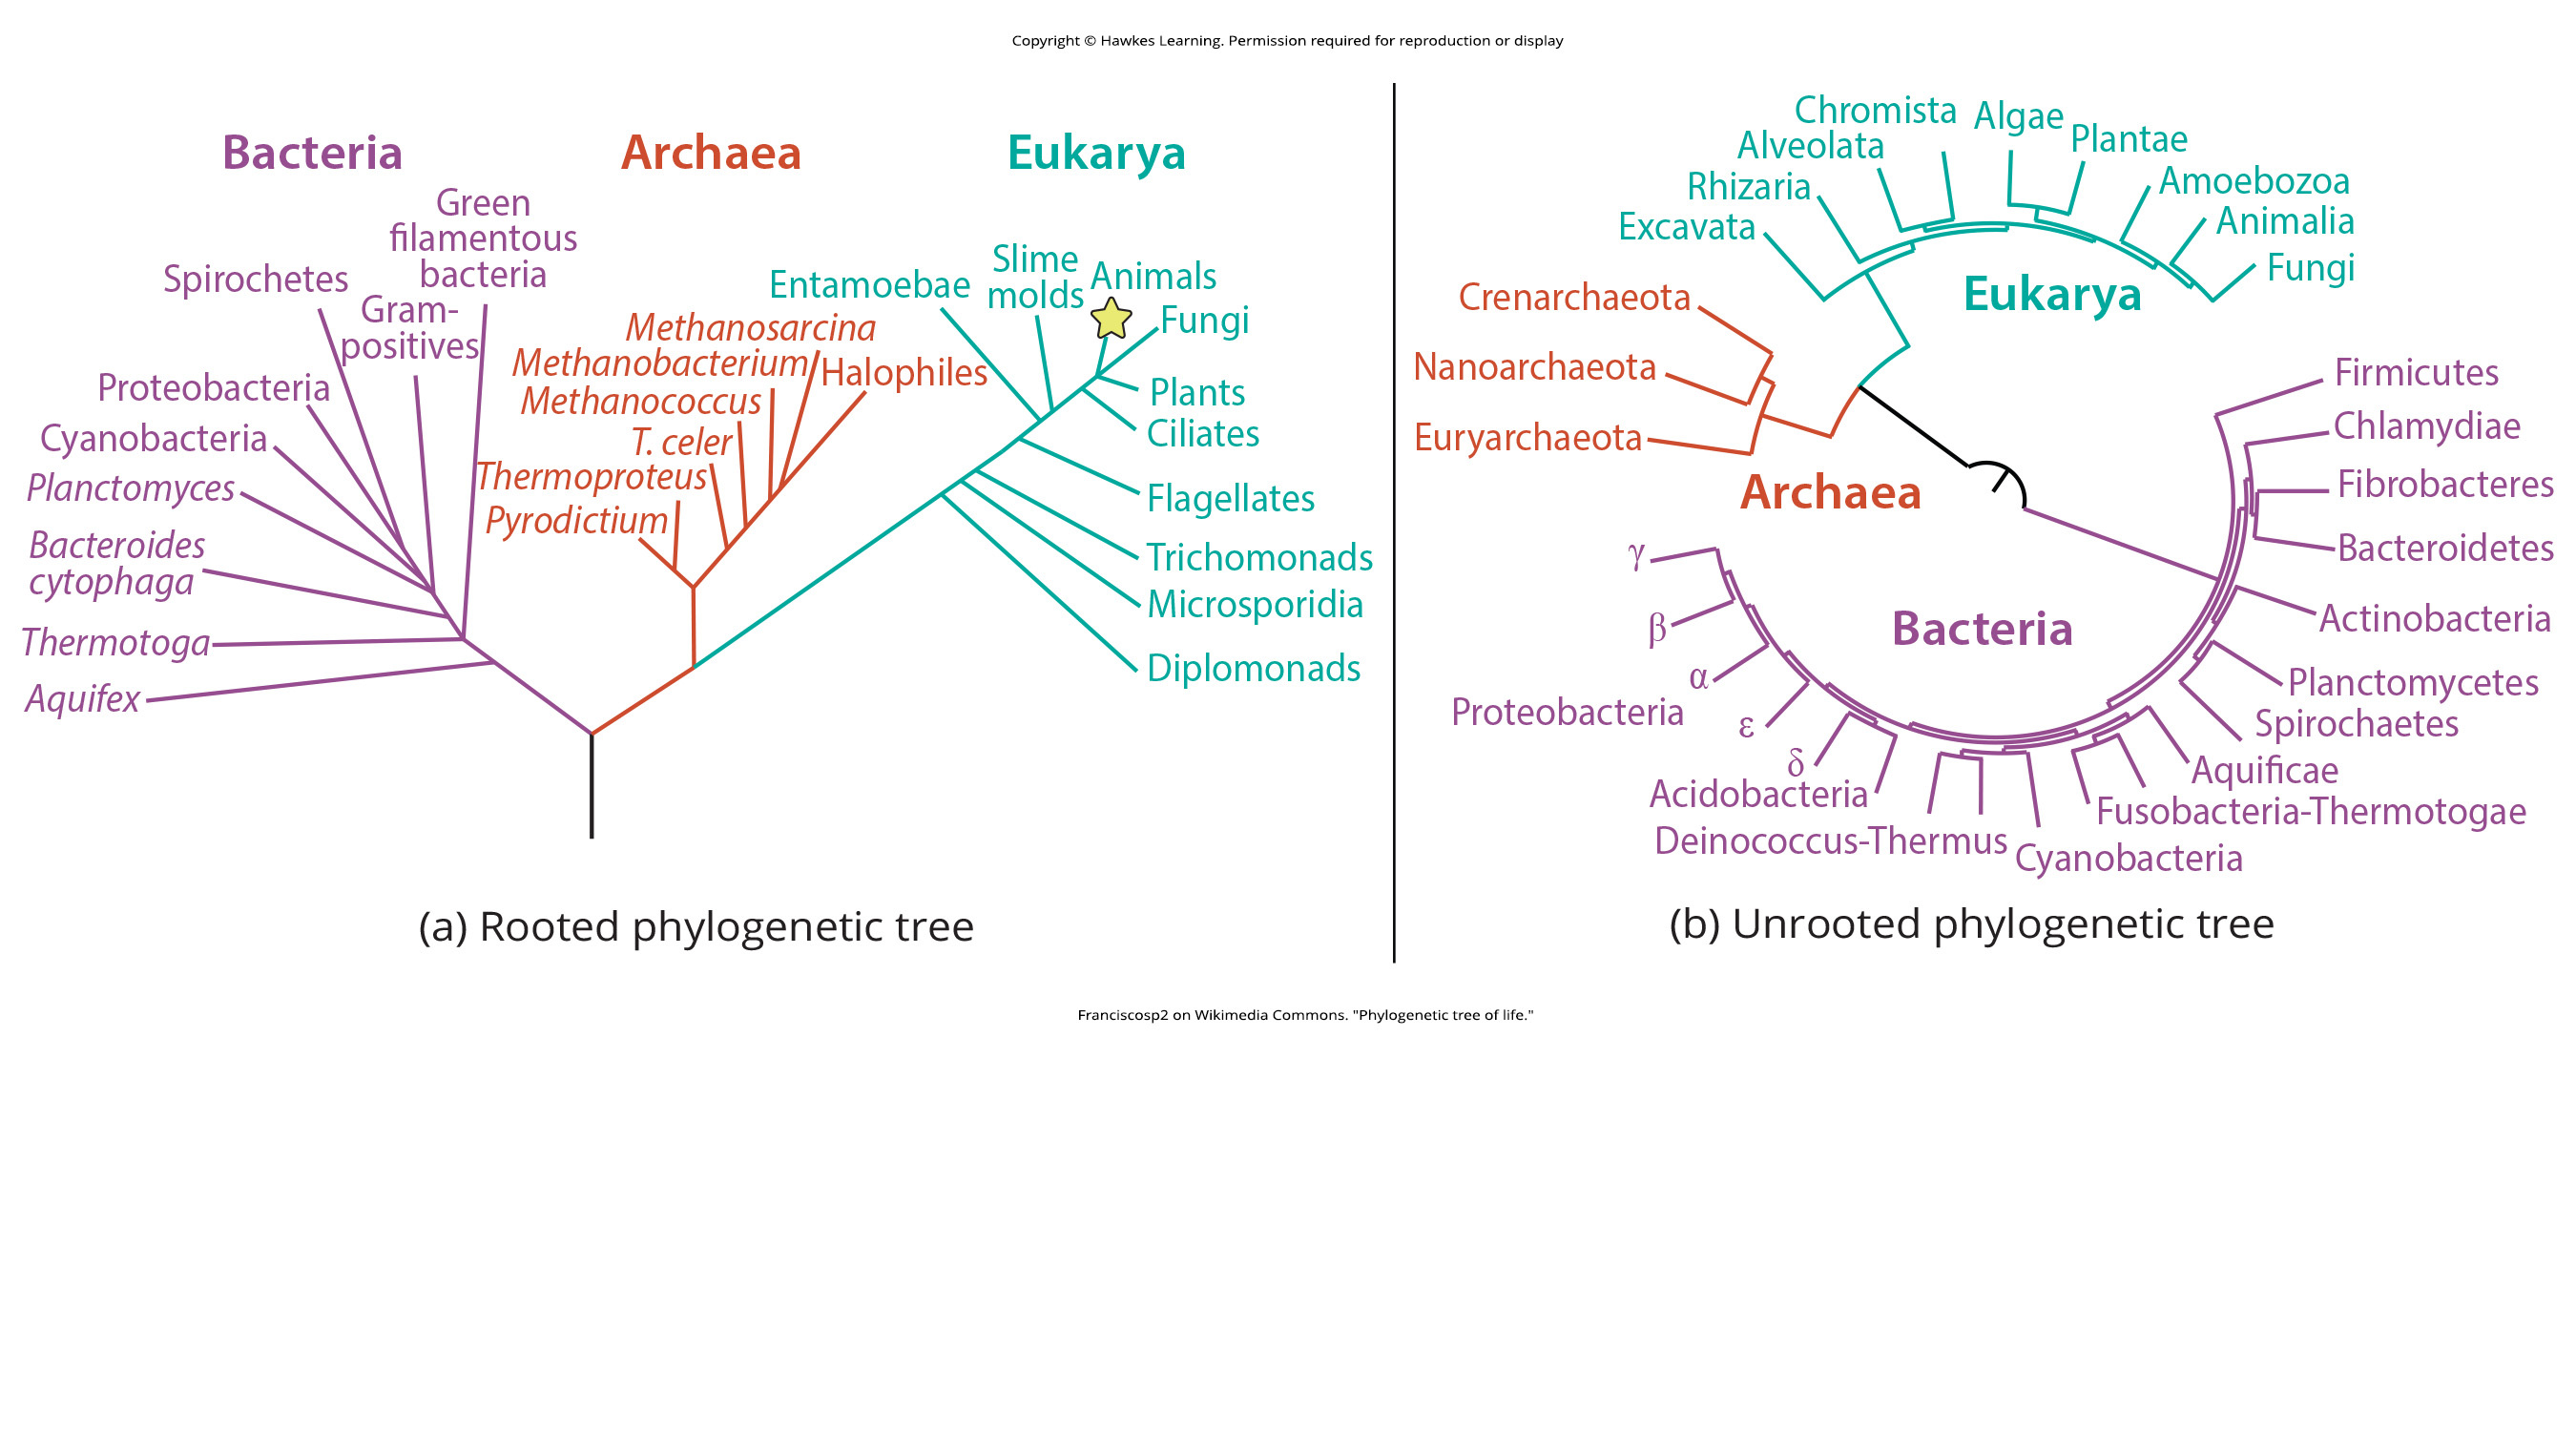 Copyright © Hawkes Learning. Permission required for reproduction or display
Bacteria
Archaea
Eukarya
Green
filamentous
bacteria
Spirochetes
Gram-
positives
Proteobacteria
Cyanobacteria
Planctomyces
Bacteroides
cytophaga
Thermotoga
Aquifex
Methanosarcina
Methanobacterium
Halophiles
Methanococcus
T. celer
Thermoproteus
Pyrodictium
Entamoebae
Slime
molds
Animals
Fungi
Plants
Ciliates
Flagellates
Trichomonads
Microsporidia
Diplomonads
(a) Rooted phylogenetic tree
Chromista
Algae
Alveolata
Plantae
Rhizaria
Amoebozoa
Excavata
Animalia
Fungi
Eukarya
Crenarchaeota
Nanoarchaeota
Euryarchaeota
Archaea
Firmicutes
Chlamydiae
Fibrobacteres
Bacteroidetes
Actinobacteria
Planctomycetes
Spirochaetes
Aquificae
Fusobacteria-Thermotogae
Cyanobacteria
Deinococcus-Thermus
Acidobacteria
Bacteria
γ
β
α
Proteobacteria
ε
δ
(b) Unrooted phylogenetic tree
Franciscosp2 on Wikimedia Commons. "Phylogenetic tree of life."